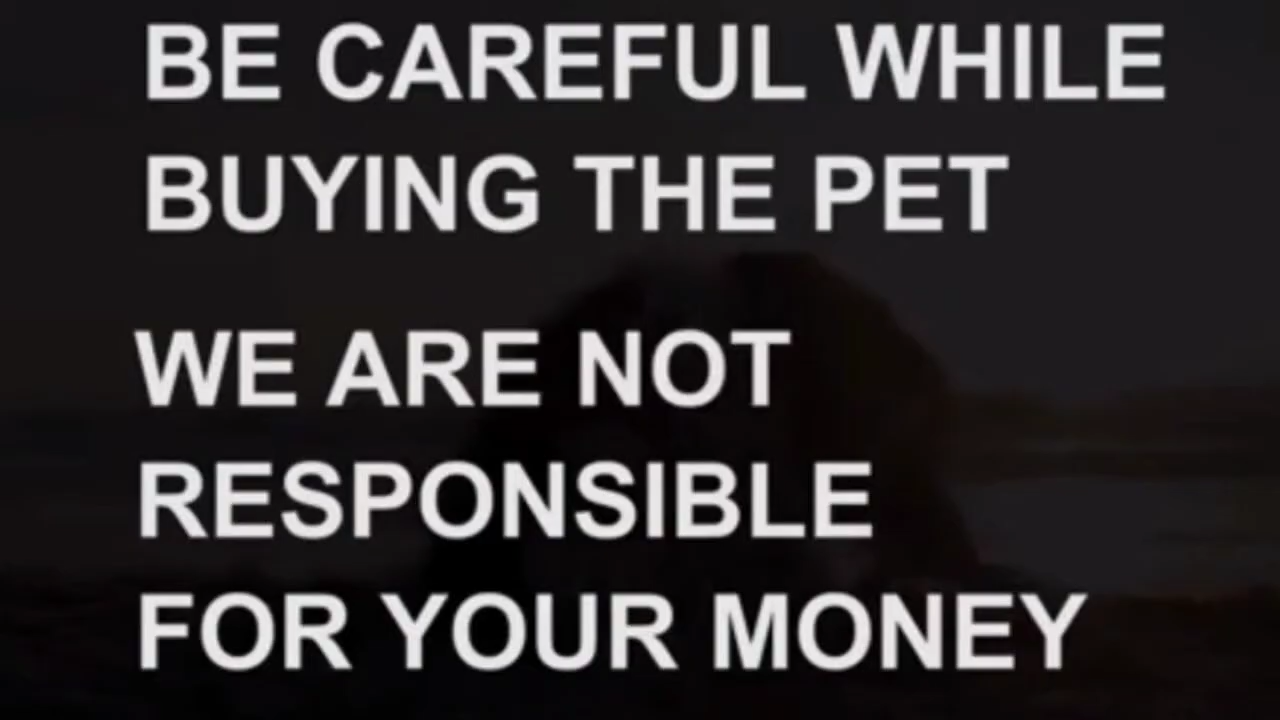 BE CAREFUL WHILE
BUYING THE PET
WE ARE NOT
RESPONSIBLE
FOR YOUR MONEY